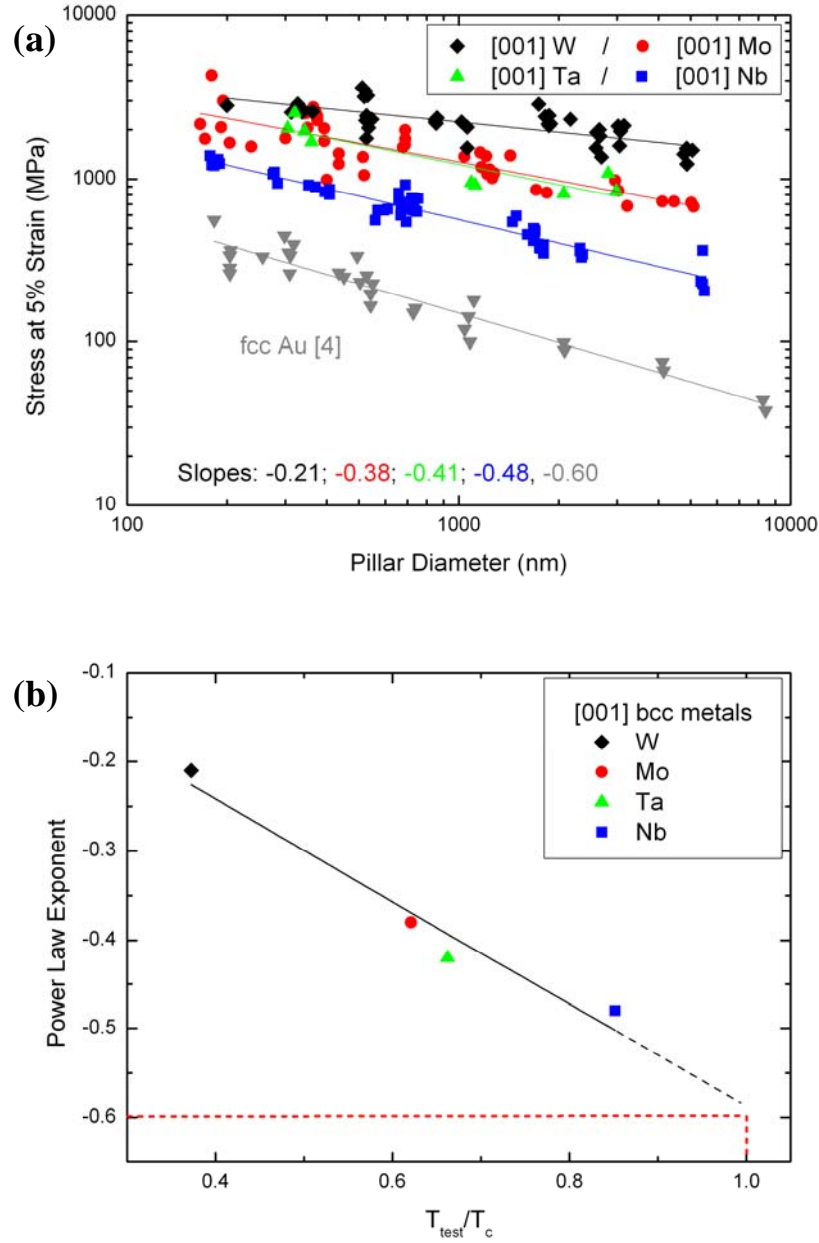 (a)
[001] W / [001] Mo
[001] Ta / [001] Nb
Stress at 5% Strain (MPa)
10000
1000
100
10
fcc Au [4]
Slopes: -0.21; -0.38; -0.41; -0.48, -0.60
100
1000
10000
Pillar Diameter (nm)
(b)
Power Law Exponent
-0.1
-0.2
-0.3
-0.4
-0.5
-0.6
[001] bcc metals
W
Mo
Ta
Nb
0.4
0.6
0.8
1.0
T_test/T_c